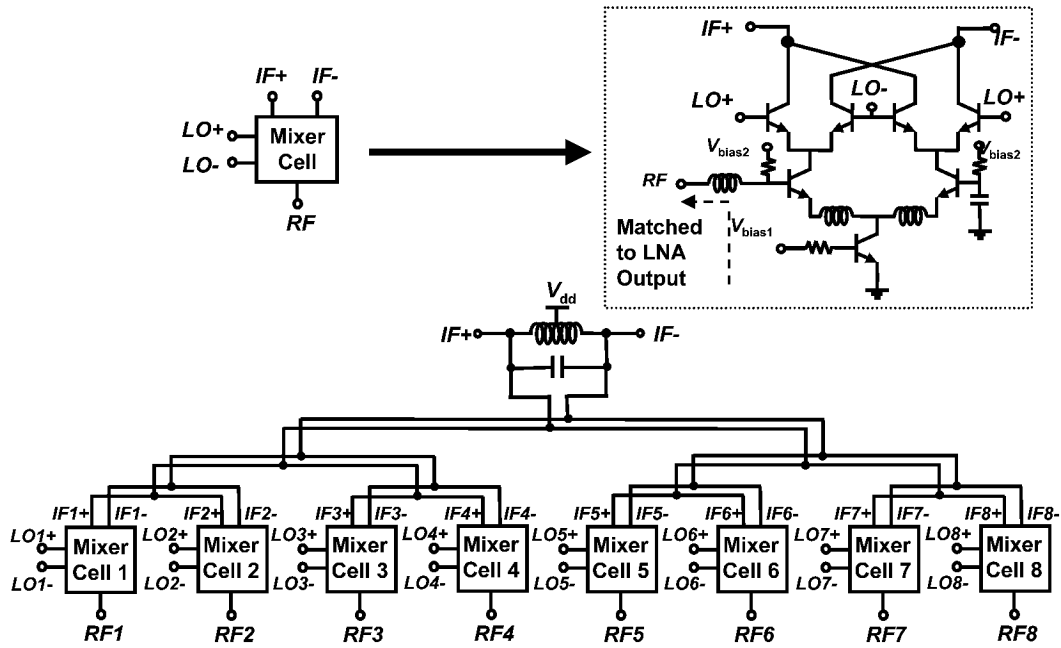 IF+ IF-
LO+
LO-
Mixer
Cell
RF
IF+
IF-
LO-
LO+
LO+
Vbias2
Vbias2
RF
Matched
to LNA
Output
Vbias1
Vdd
IF+
IF-
IF1+ IF1- IF2+ IF2- IF3+ IF3- IF4+ IF4- IF5+ IF5- IF6+ IF6- IF7+ IF7- IF8+ IF8-
LO1+ LO2+ LO3+ LO4+ LO5+ LO6+ LO7+ LO8+
LO1- LO2- LO3- LO4- LO5- LO6- LO7- LO8-
Mixer Mixer Mixer Mixer Mixer Mixer Mixer Mixer
Cell 1 Cell 2 Cell 3 Cell 4 Cell 5 Cell 6 Cell 7 Cell 8
RF1 RF2 RF3 RF4 RF5 RF6 RF7 RF8